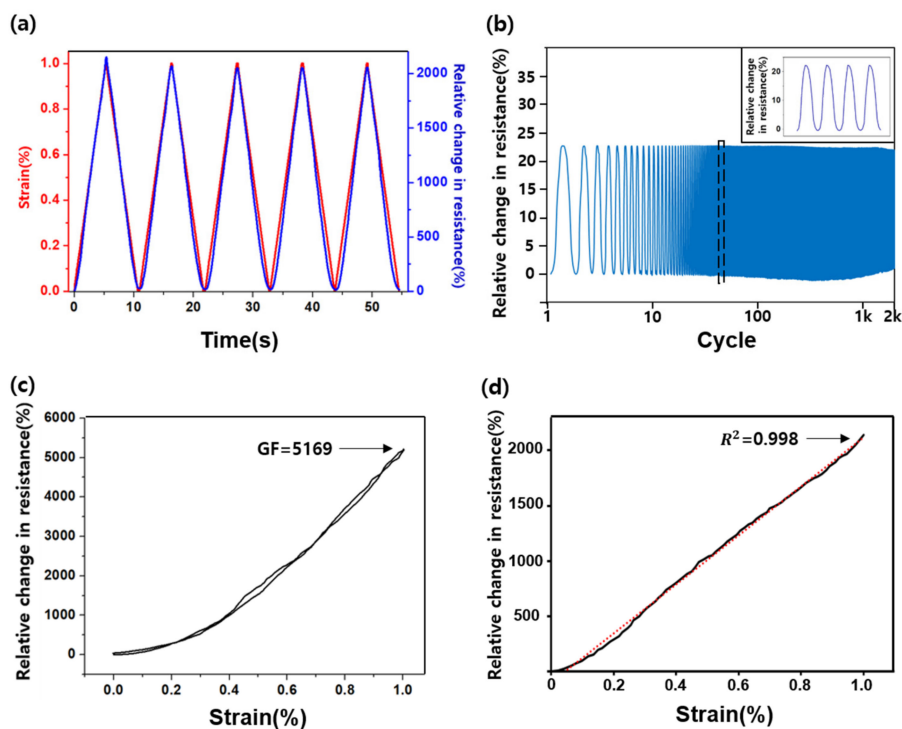 (a)
1.0
0.8
0.6
0.4
0.2
0.0
Strain(%)
0
10
20
30
40
50
Time(s)
2000
1500
1000
500
0
Relative change in
resistance(%)
(b)
35
30
25
20
15
10
5
0
Relative change in resistance(%)
1
10
100
1k
2k
Cycle
20
10
0
Relative change
in resistance(%)
(c)
6000
5000
4000
3000
2000
1000
0
Relative change in resistance(%)
GF=5169
0.0
0.2
0.4
0.6
0.8
1.0
Strain(%)
(d)
2000
1500
1000
500
Relative change in resistance(%)
R²=0.998
0
0.2
0.4
0.6
0.8
1.0
Strain(%)